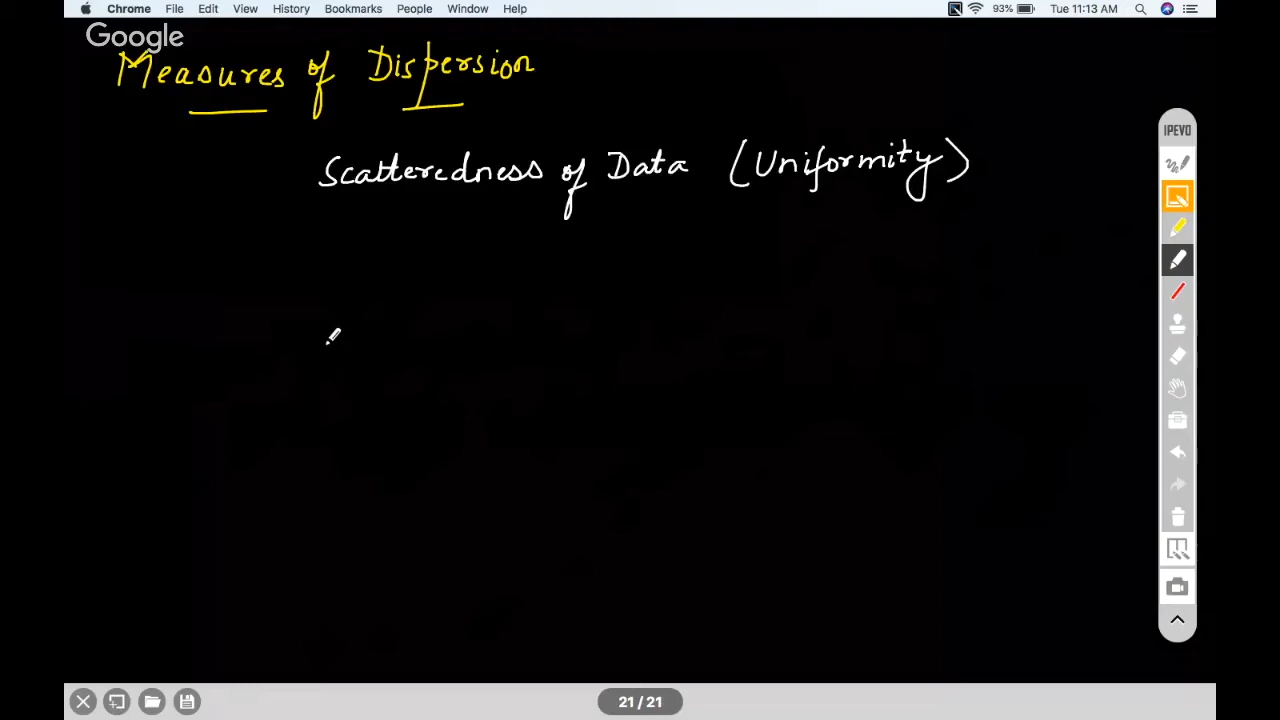 Chrome File Edit View History Bookmarks People Window Help 93% Tue 11:13 AM
Google
Measures of Dispersion
IPEVO
Scatteredness of Data (Uniformity)
21 / 21